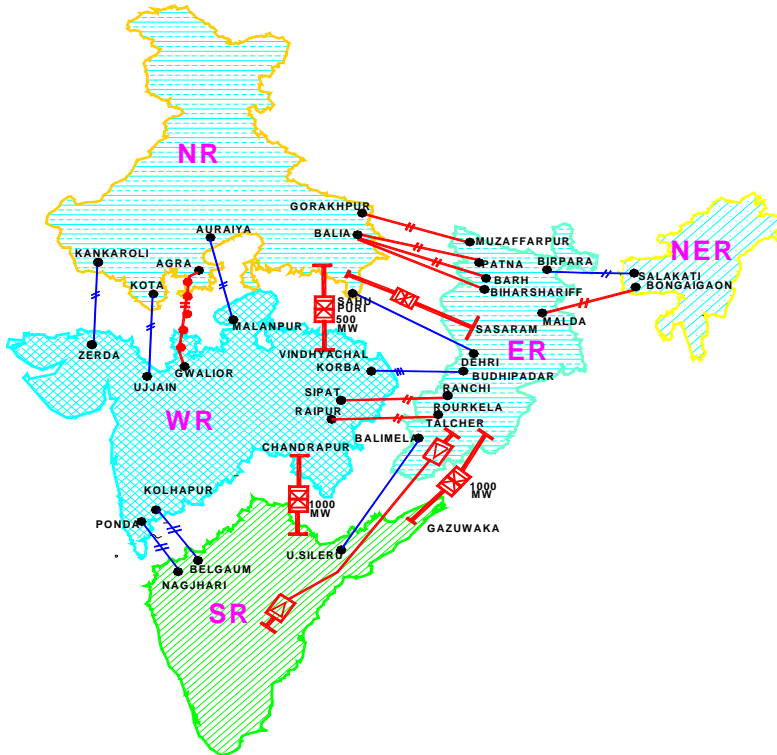 NR
GORAKHPUR
AURAIYA
BALIA
MUZAFFARPUR
NER
KANKAROLI
AGRA
PATNA
BIRPARA
SALAKATI
KOTA
BARH
BIHARSHARIFF
BONGAIGAON
SAHU
PURI
500
MW
MALANPUR
SASARAM
MALDA
ZERDA
VINDHYACHAL
ER
DEHRI
GWALIOR
KORBA
BUDHIPADAR
UJJAIN
SIPAT
RANCHI
WR
RAIPUR
ROURKELA
TALCHER
BALIMELA
CHANDRAPUR
1000
MW
KOLHAPUR
1000
MW
PONDA
GAZUWAKA
U.SILERU
BELGAUM
NAGJHARI
SR